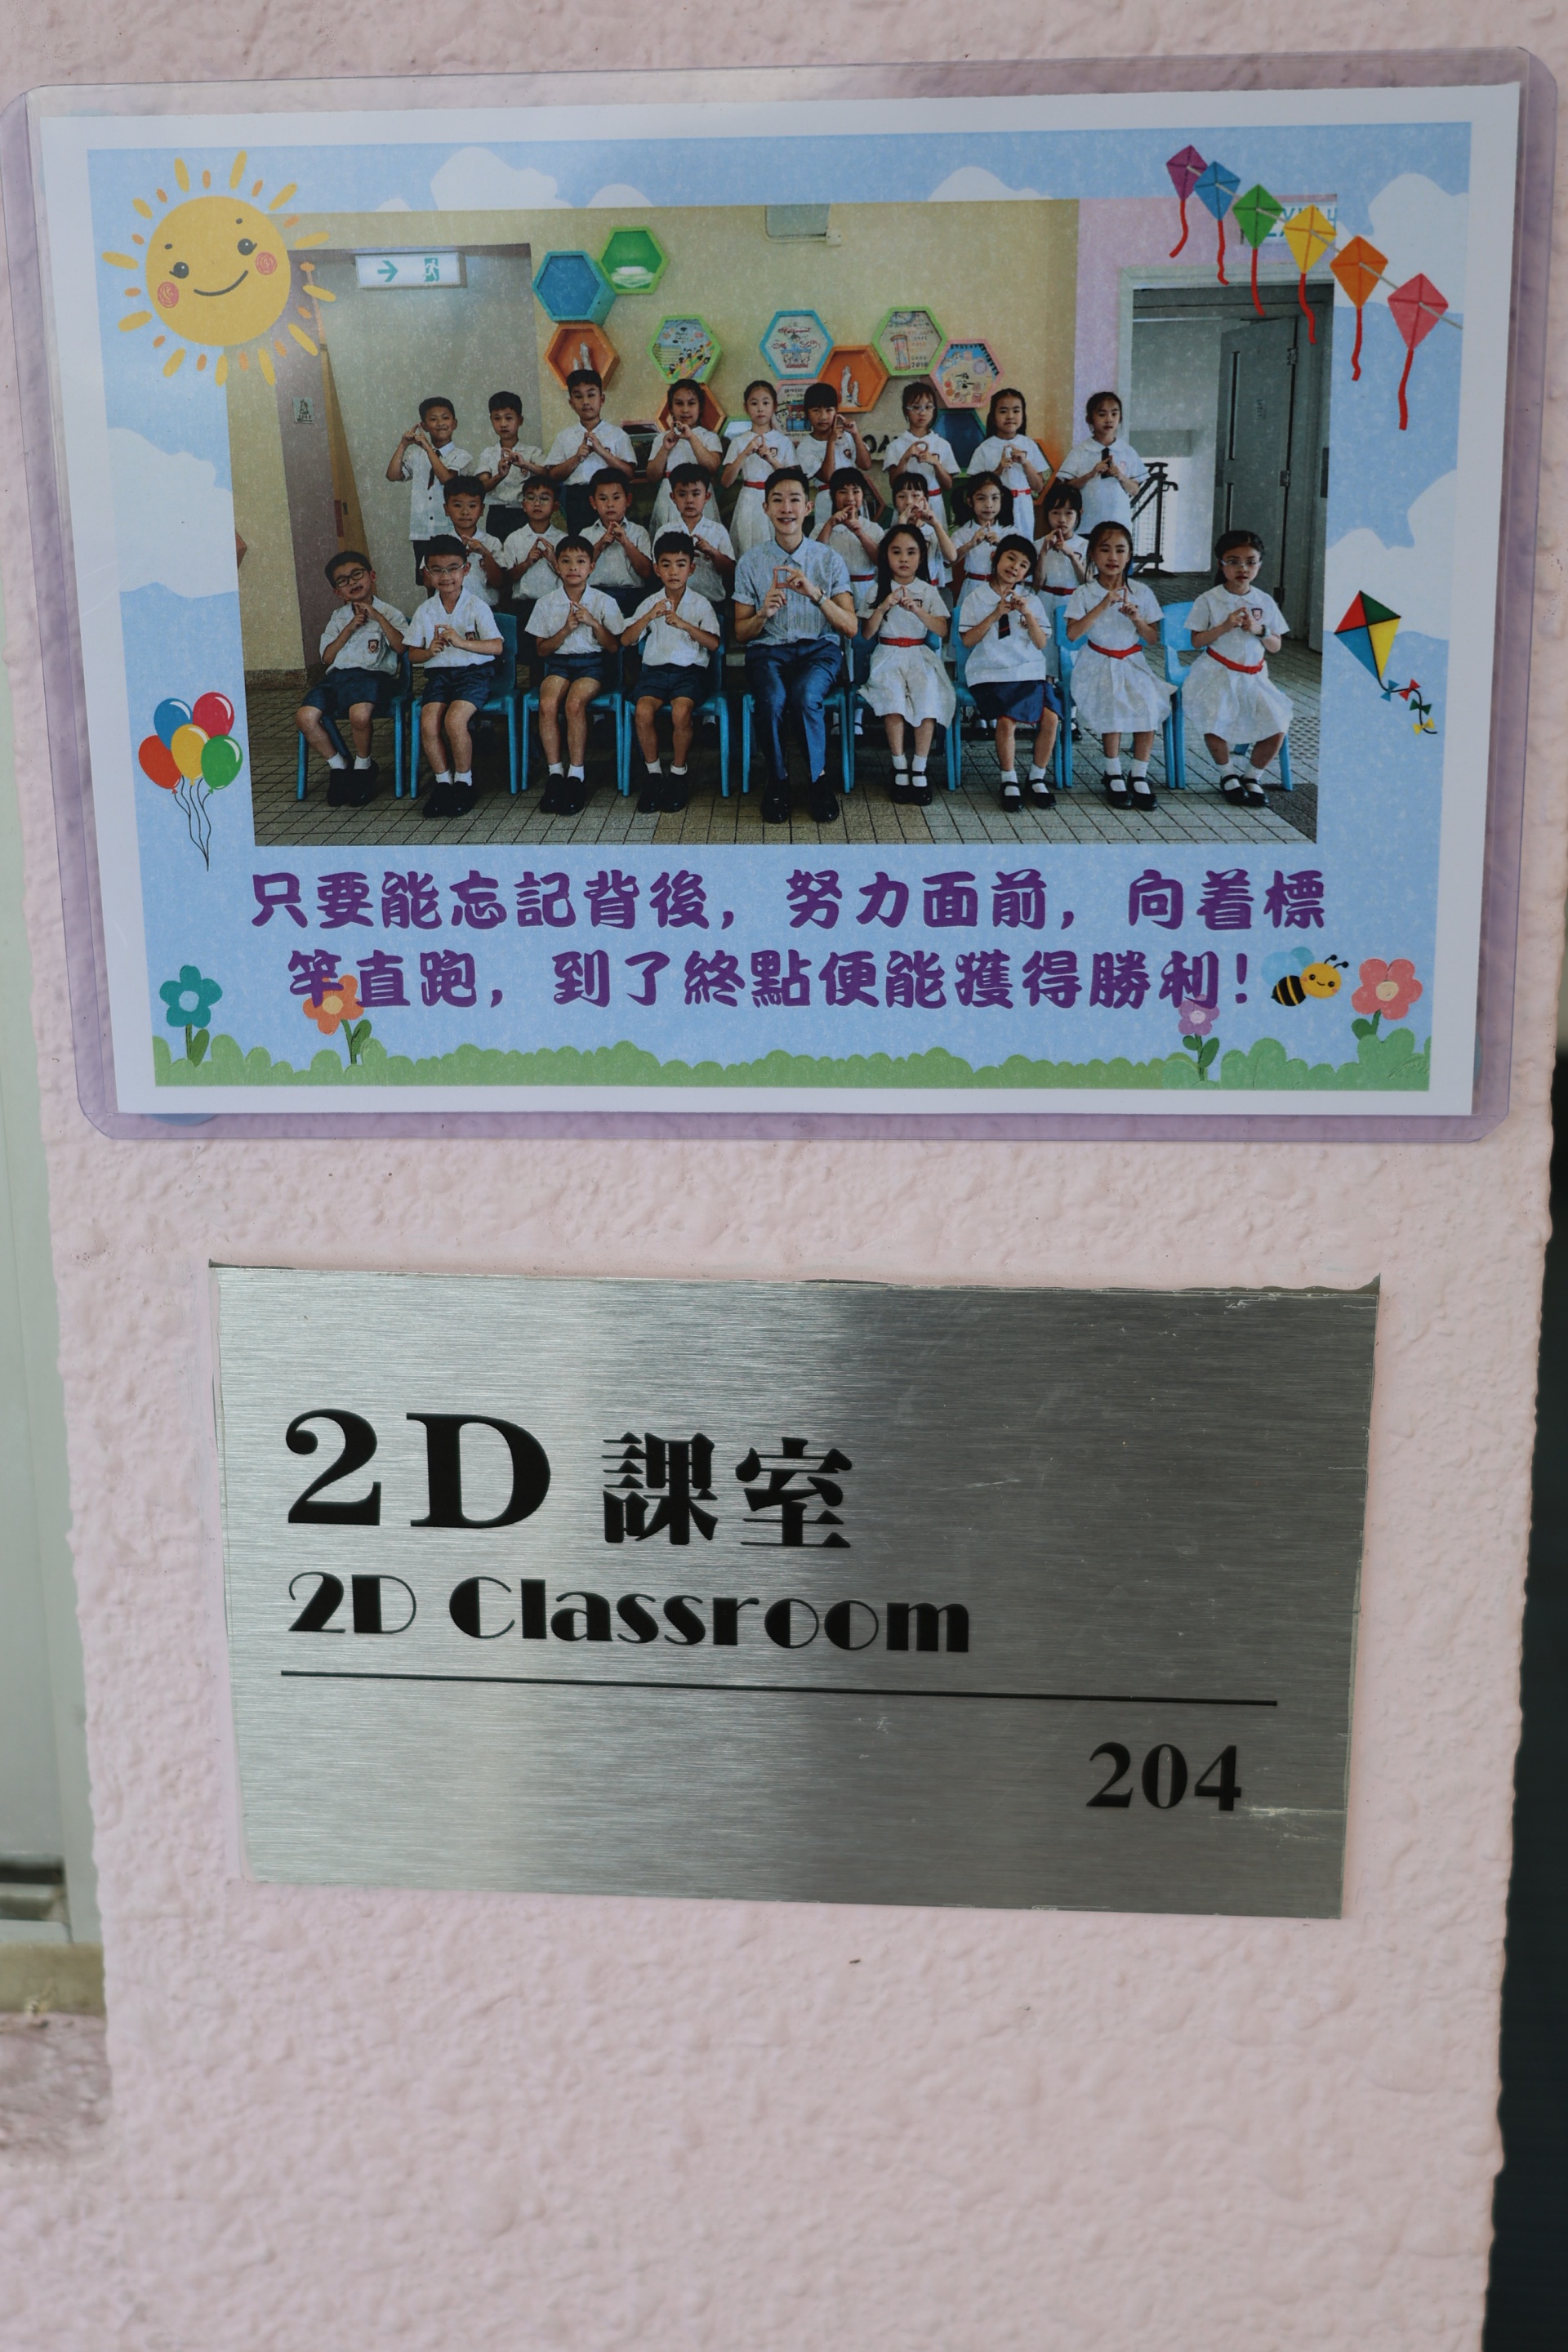 只要能忘記背後，努力面前，向着標
竿直跑，到了終點便能獲得勝利！
2D 課室
2D Classroom
204